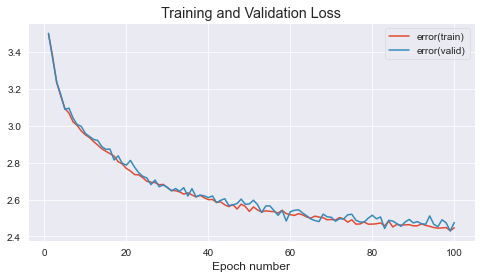 Training and Validation Loss
error(train)
error(valid)
3.4
3.2
3.0
2.8
2.6
2.4
0 20 40 60 80 100
Epoch number